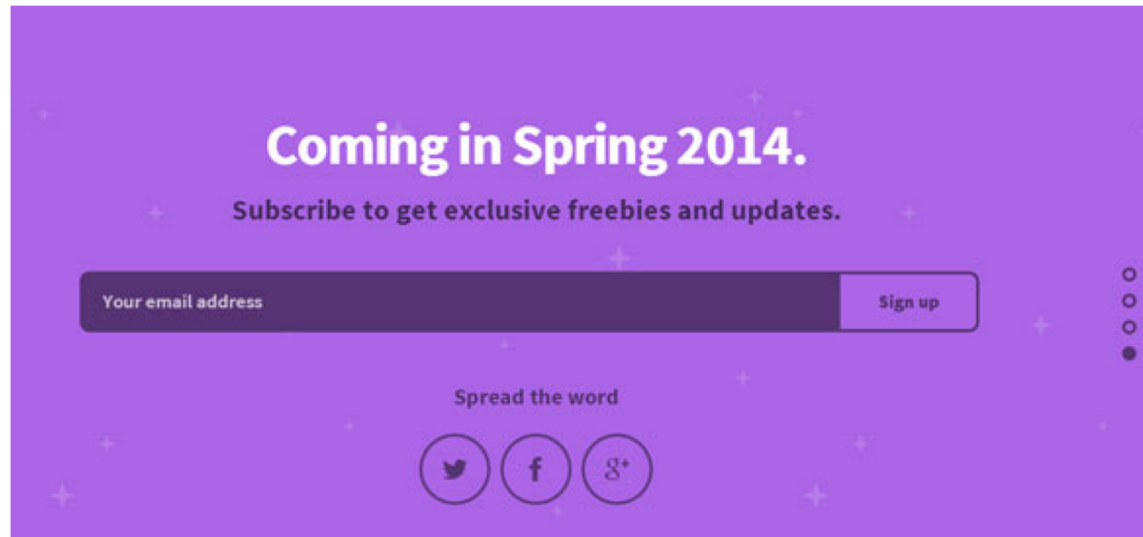 Coming in Spring 2014.
Subscribe to get exclusive freebies and updates.
Your email address
Sign up
Spread the word
f
g+